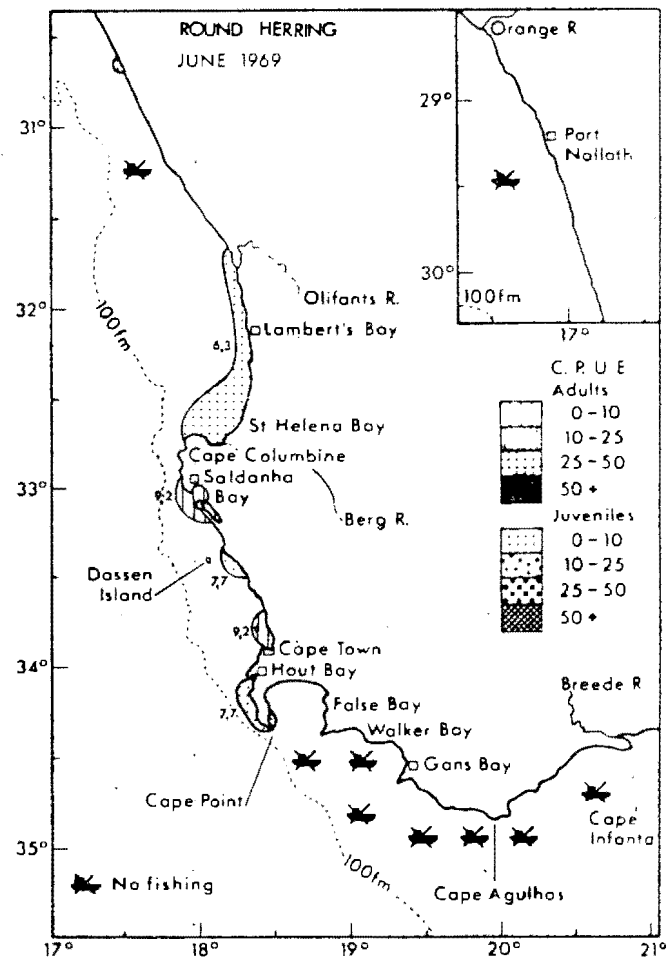 ROUND HERRING
JUNE 1969
Orange R
29°
Port
Nolloth
30°
100fm
17°
31°
32°
33°
34°
35°
100fm
Olifants R.
Lambert's Bay
6,3
St Helena Bay
Cape Columbine
Saldanha
Bay
9,2
Berg R.
Dassen
Island
7,7
9,2
Cape Town
Hout Bay
7,7
False Bay
Walker Bay
Gans Bay
Breede R
Cape Point
Cape
Infanta
100fm
Cape Agulhas
No fishing
C. P. U E
Adults
0-10
10-25
25-50
50+
Juveniles
0-10
10-25
25-50
50+
17°
18°
19°
20°
21°